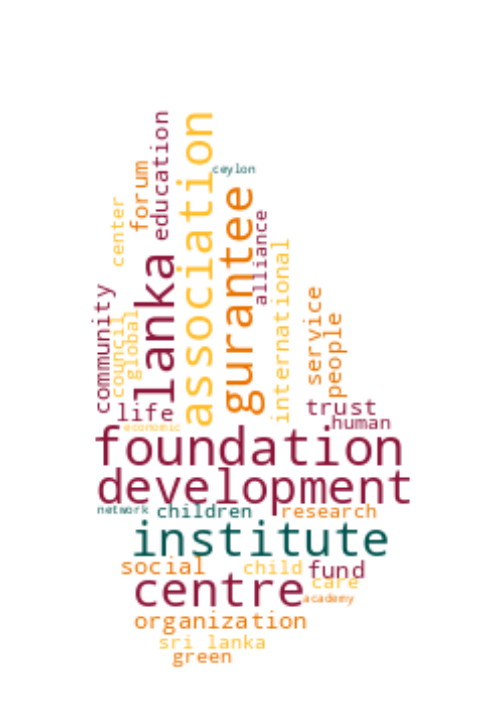 education
association
ceylon
forum
center
gurantee
alliance
lanka
international
community
council
global
service
people
life
trust
human
economic
foundation
development
network
children
research
institute
social
child
fund
care
centre
academy
organization
sri lanka
green